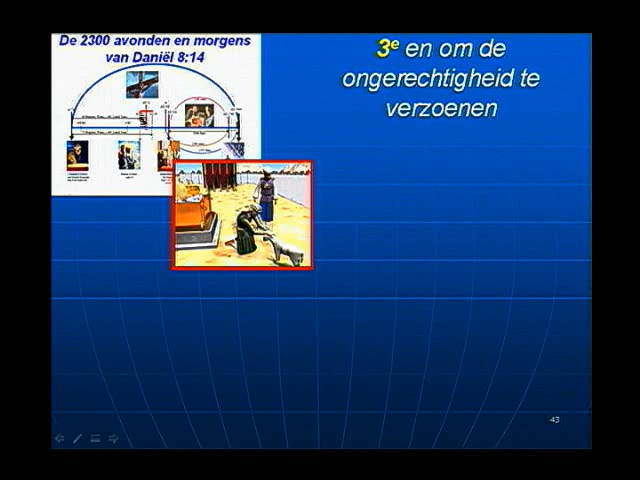 De 2300 avonden en morgens
van Daniël 8:14
3e en om de
ongerechtigheid te
verzoenen
43